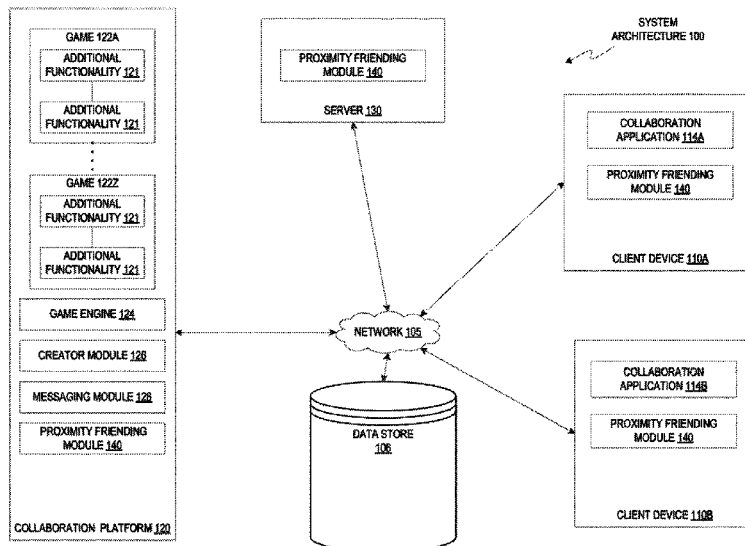 GAME 122A
ADDITIONAL
FUNCTIONALITY 121
ADDITIONAL
FUNCTIONALITY 121
GAME 122Z
ADDITIONAL
FUNCTIONALITY 121
ADDITIONAL
FUNCTIONALITY 121
GAME ENGINE 124
CREATOR MODULE 126
MESSAGING MODULE 128
PROXIMITY FRIENDING
MODULE 140
COLLABORATION PLATFORM 120
PROXIMITY FRIENDING
MODULE 140
SERVER 130
NETWORK 105
DATA STORE
106
SYSTEM
ARCHITECTURE 100
COLLABORATION
APPLICATION 114A
PROXIMITY FRIENDING
MODULE 140
CLIENT DEVICE 110A
COLLABORATION
APPLICATION 114B
PROXIMITY FRIENDING
MODULE 140
CLIENT DEVICE 110B